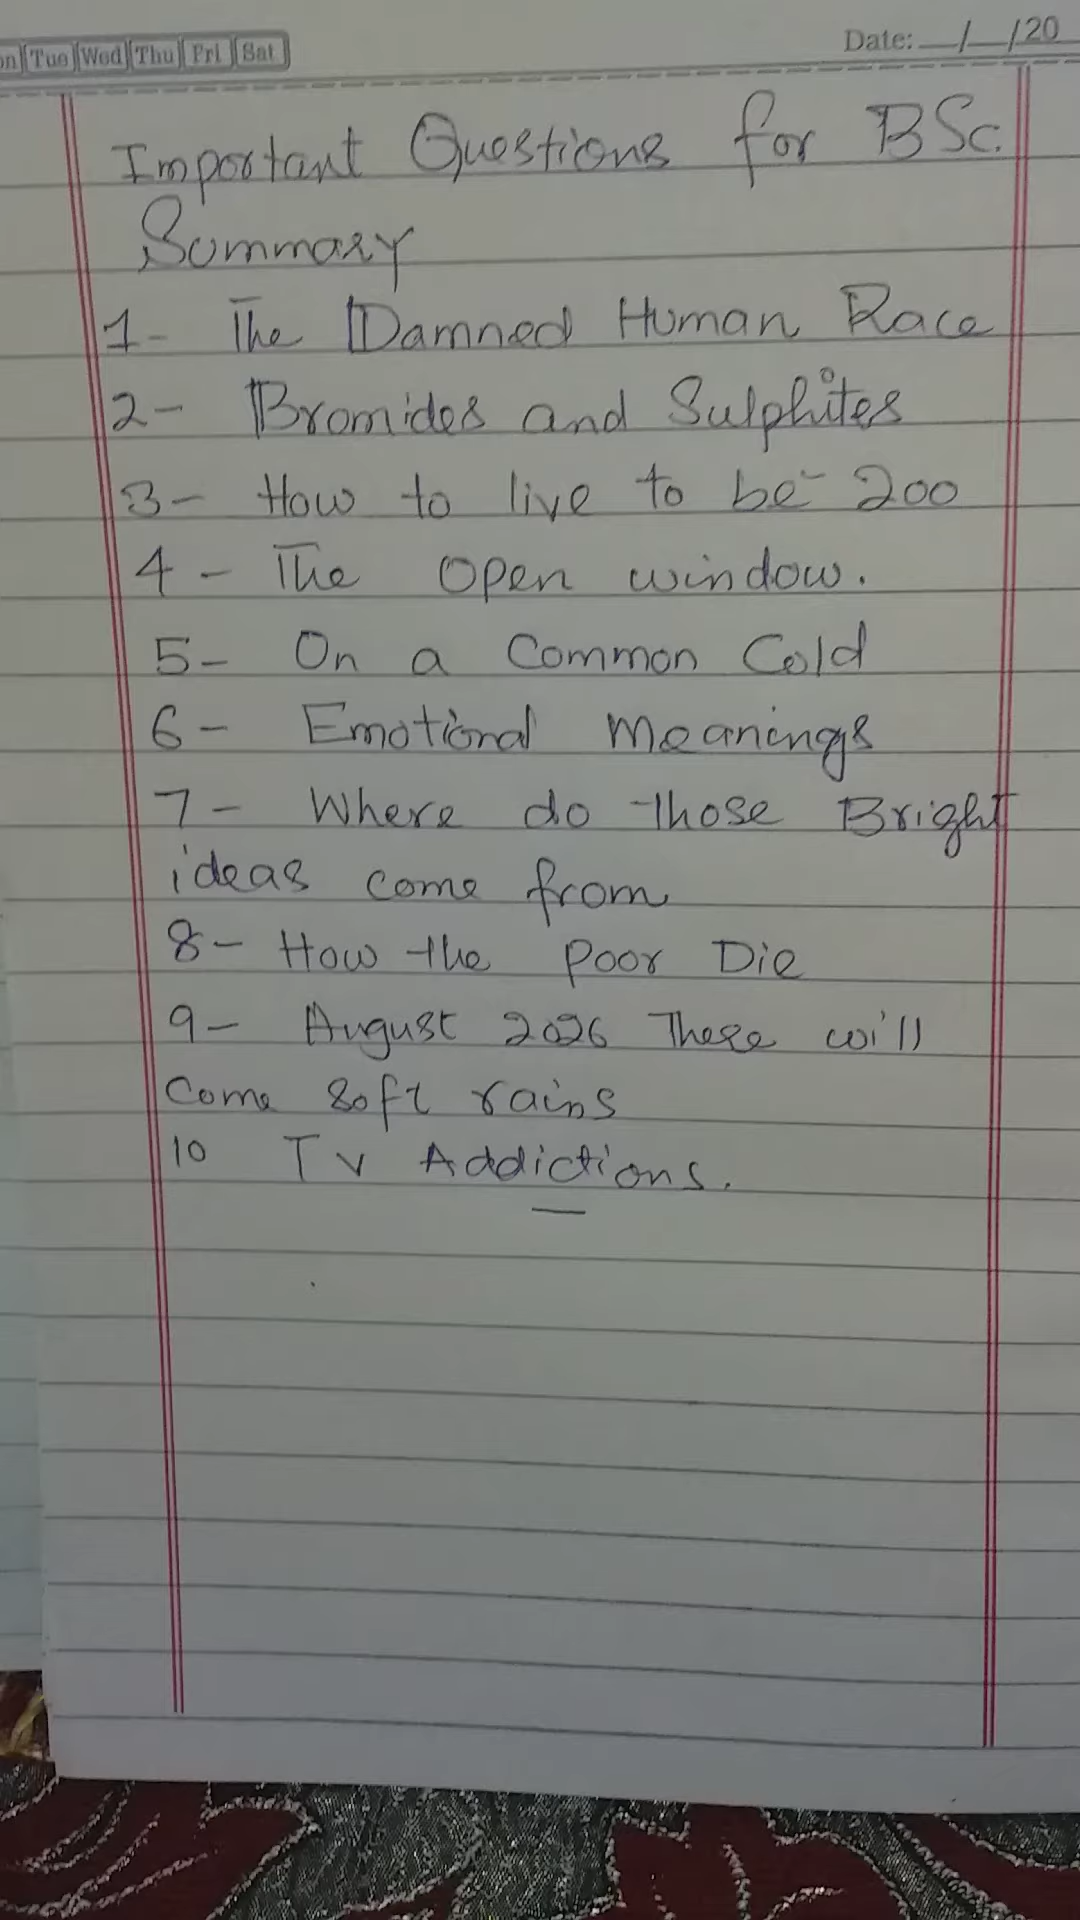 Tue Wed Thu Fri Sat
Date: __/__/20
Important Questions for BSc.
Summary
1- The Damned Human Race
2- Bromides and Sulphites
3- How to live to be 200
4- The Open window.
5- On a Common Cold
6- Emotional Meanings
7- Where do those Bright
ideas come from
8- How the Poor Die
9- August 2026 There will
Come soft rains
10 Tv Addictions.